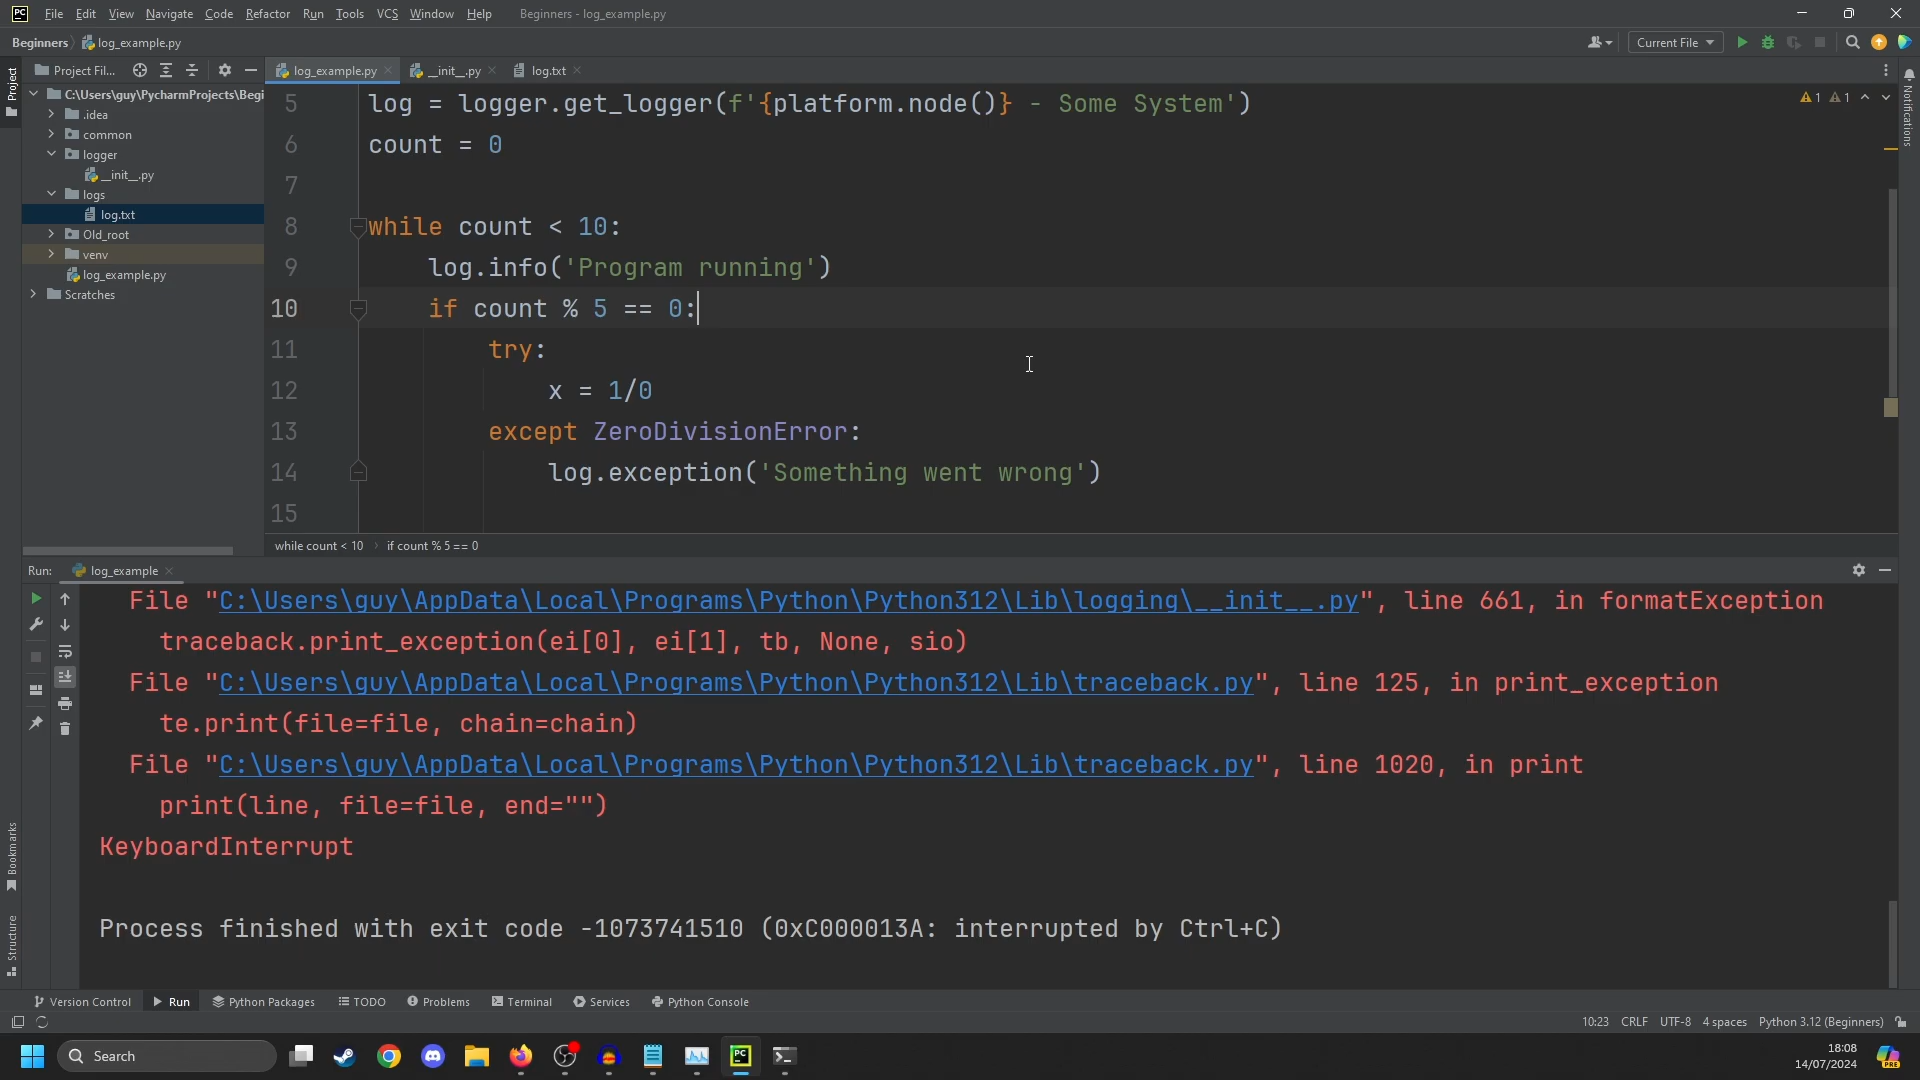 PC File Edit View Navigate Code Refactor Run Tools VCS Window Help Beginners - log_example.py
Beginners log_example.py Current File
Project Fil... log_example.py __init__.py log.txt
Project
C:\Users\guy\PycharmProjects\Begi
.idea
common
logger
__init__.py
logs
log.txt
Old_root
venv
log_example.py
Scratches
5 log = logger.get_logger(f'{platform.node()} - Some System')
6 count = 0
7
8 while count < 10:
9 log.info('Program running')
10 if count % 5 == 0:
11 try:
12 x = 1/0
13 except ZeroDivisionError:
14 log.exception('Something went wrong')
15
1 1
Notifications
while count < 10 if count % 5 == 0
Run: log_example
File "C:\Users\guy\AppData\Local\Programs\Python\Python312\Lib\logging\__init__.py", line 661, in formatException
traceback.print_exception(ei[0], ei[1], tb, None, sio)
File "C:\Users\guy\AppData\Local\Programs\Python\Python312\Lib\traceback.py", line 125, in print_exception
te.print(file=file, chain=chain)
File "C:\Users\guy\AppData\Local\Programs\Python\Python312\Lib\traceback.py", line 1020, in print
print(line, file=file, end="")
KeyboardInterrupt
Process finished with exit code -1073741510 (0xC000013A: interrupted by Ctrl+C)
Bookmarks
Structure
Version Control Run Python Packages TODO Problems Terminal Services Python Console
10:23 CRLF UTF-8 4 spaces Python 3.12 (Beginners)
Search PC 18:08
14/07/2024 PRE